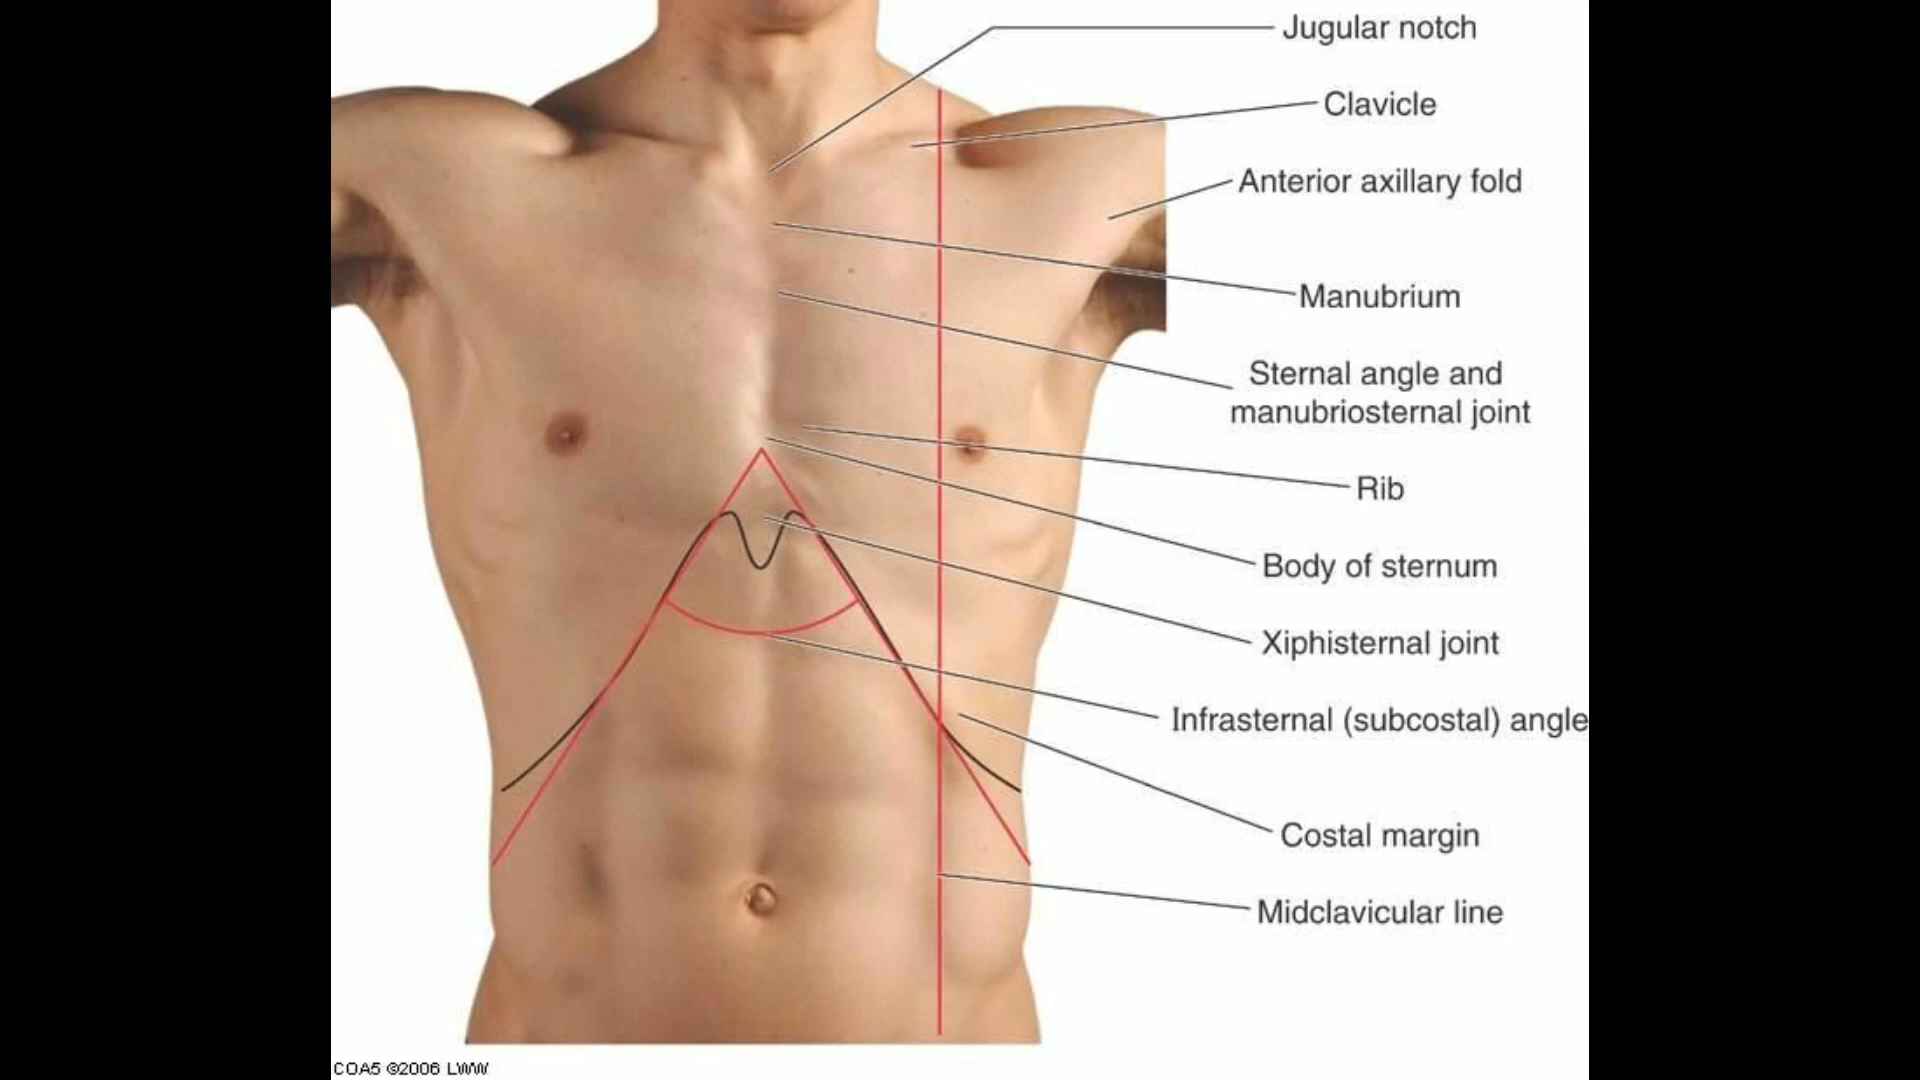 Jugular notch
Clavicle
Anterior axillary fold
Manubrium
Sternal angle and
manubriosternal joint
Rib
Body of sternum
Xiphisternal joint
Infrasternal (subcostal) angle
Costal margin
Midclavicular line
COA5 ©2006 LWW